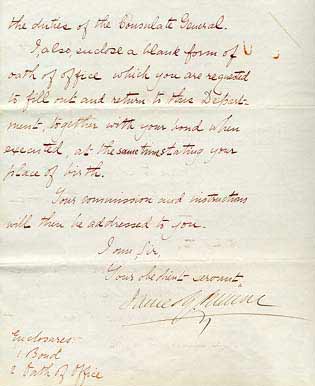 the duties of the Consulate General.
I also enclose a blank form of
oath of office which you are requested
to fill out and return to this Depart-
ment, together with your bond when
executed, at the same time stating your
place of birth.
Your commission and instructions
will then be addressed to you.
I am, Sir,
Your obedient servant,
James G. Blaine
Enclosures:
1. Bond
2 Oath of Office